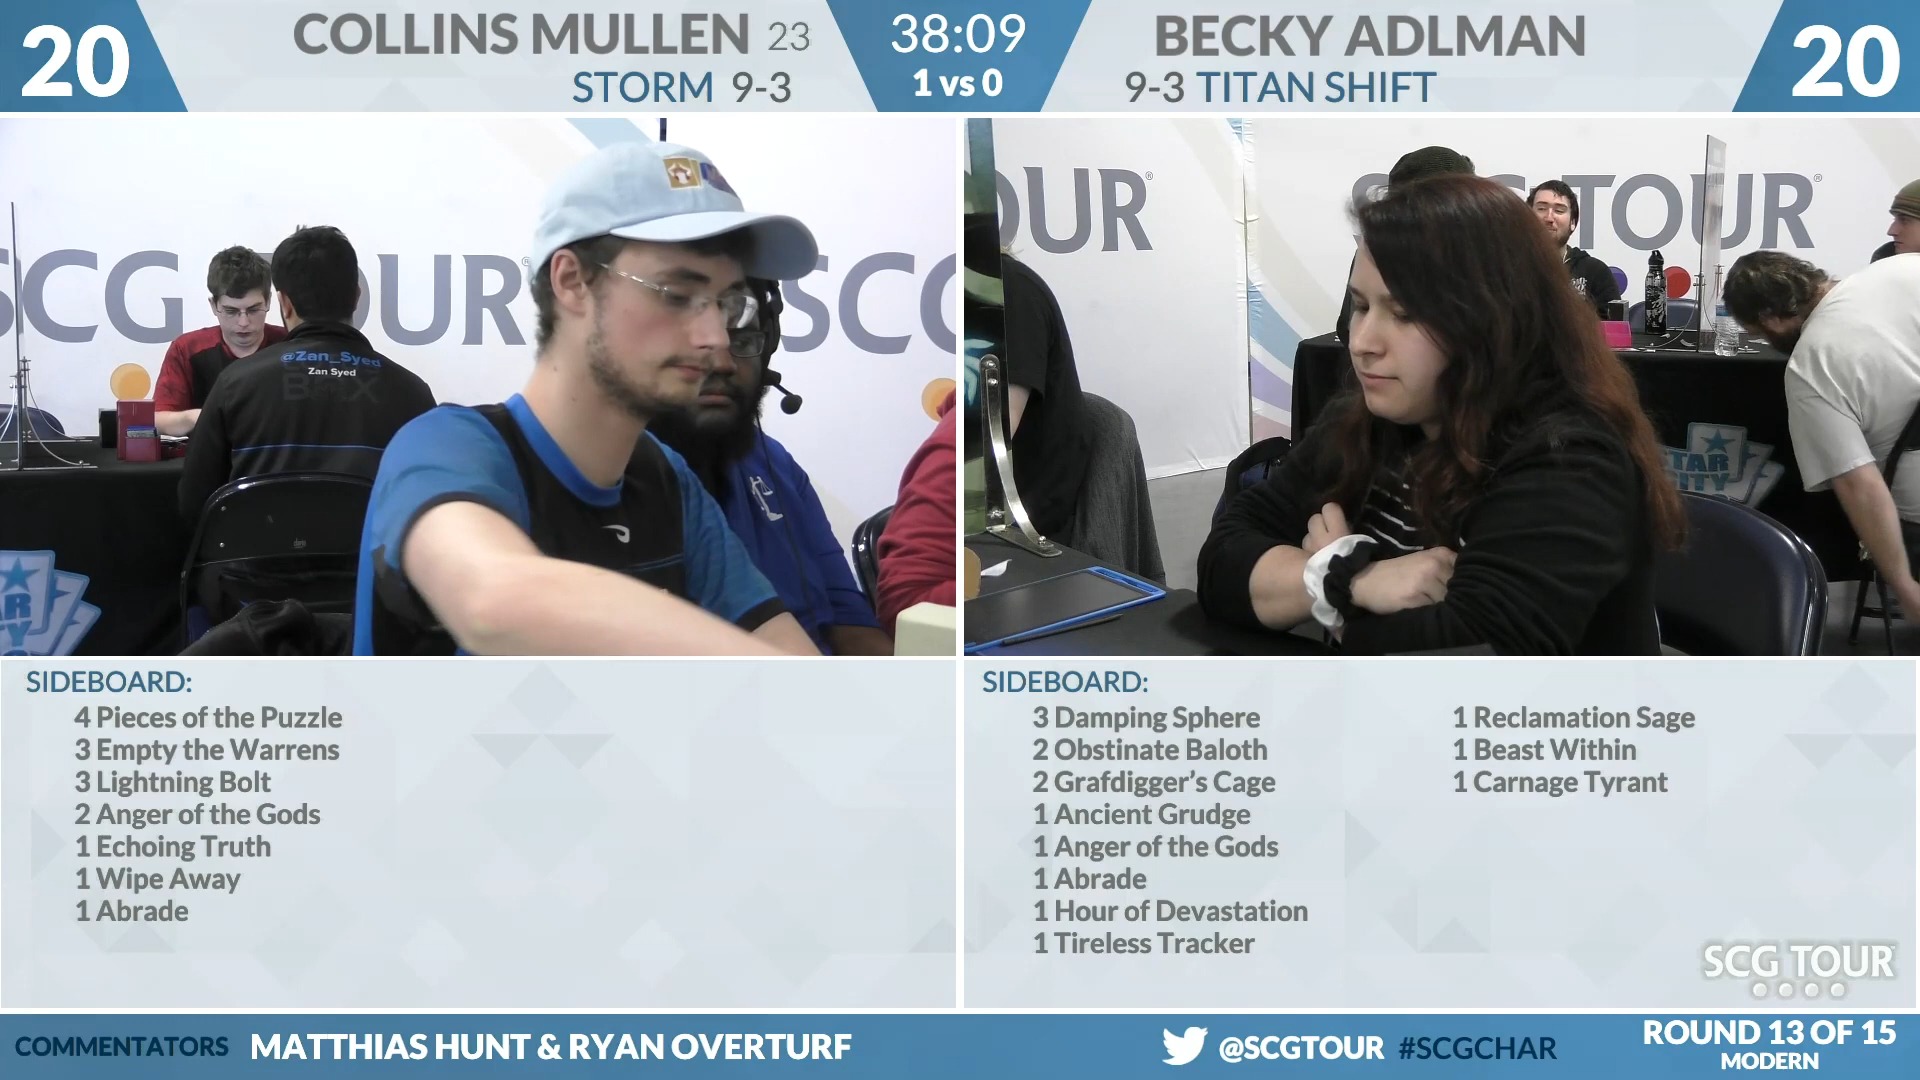 20
COLLINS MULLEN 23
STORM 9-3
38:09
1 vs 0
BECKY ADLMAN
9-3 TITAN SHIFT
20
SCG TOUR
SCG
@Zan_Syed
Zan Syed
OUR
SCG TOUR
STAR
CITY
SIDEBOARD:
4 Pieces of the Puzzle
3 Empty the Warrens
3 Lightning Bolt
2 Anger of the Gods
1 Echoing Truth
1 Wipe Away
1 Abrade
SIDEBOARD:
3 Damping Sphere
2 Obstinate Baloth
2 Grafdigger's Cage
1 Ancient Grudge
1 Anger of the Gods
1 Abrade
1 Hour of Devastation
1 Tireless Tracker
1 Reclamation Sage
1 Beast Within
1 Carnage Tyrant
SCG TOUR
COMMENTATORS MATTHIAS HUNT & RYAN OVERTURF
@SCGTOUR #SCGCHAR
ROUND 13 OF 15
MODERN